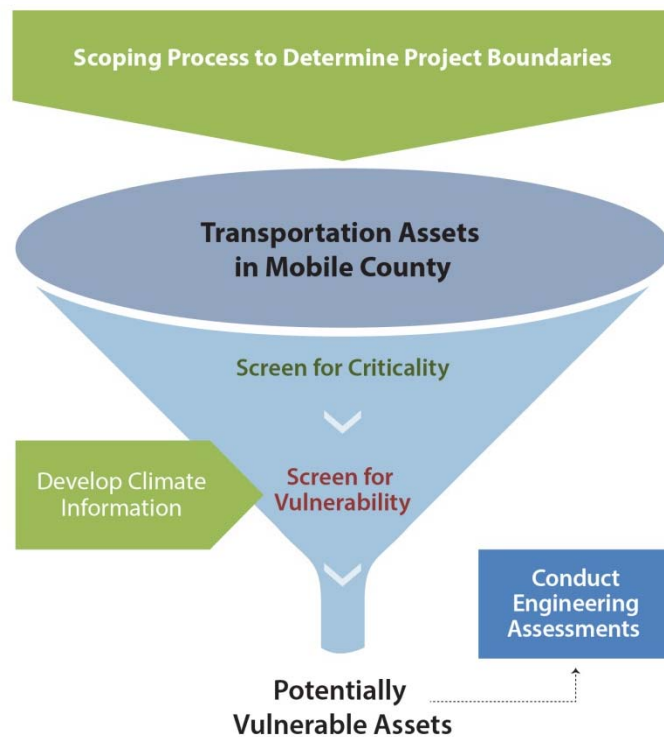 Scoping Process to Determine Project Boundaries
Transportation Assets
in Mobile County
Screen for Criticality
Develop Climate
Information
Screen for
Vulnerability
Conduct
Engineering
Assessments
Potentially
Vulnerable Assets